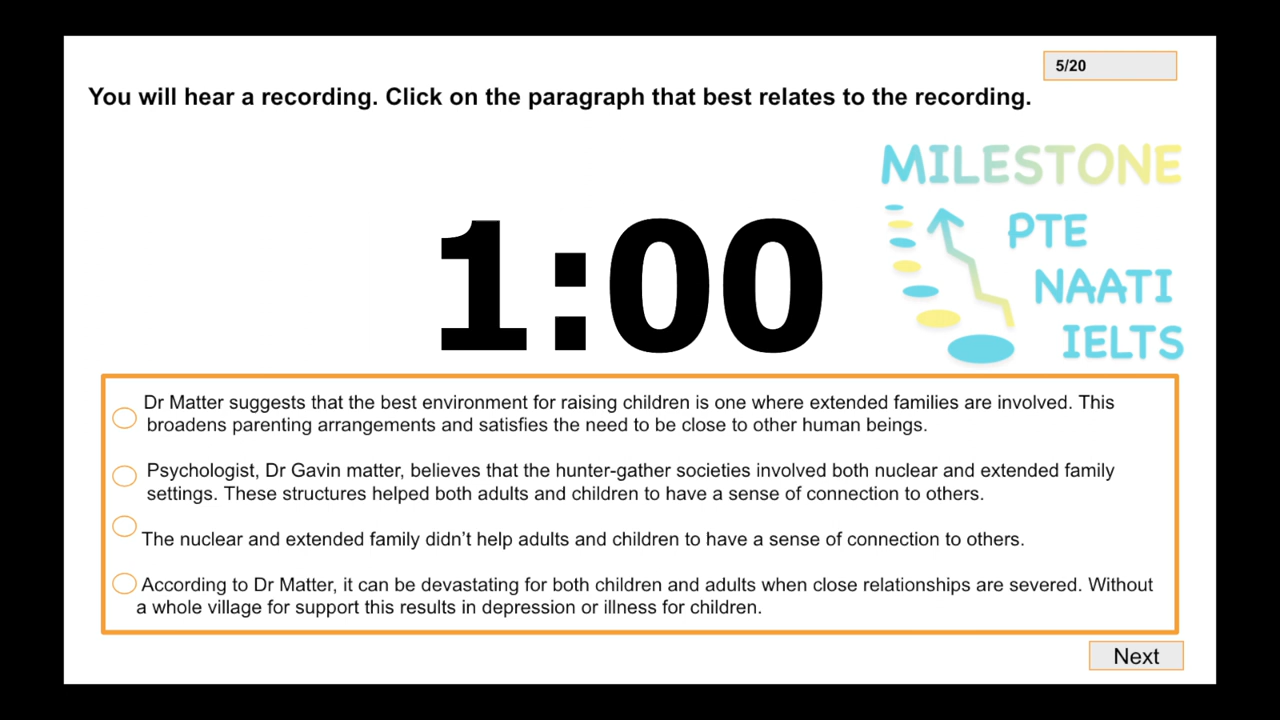 5/20
You will hear a recording. Click on the paragraph that best relates to the recording.
MILESTONE
PTE
NAATI
IELTS
1:00
Dr Matter suggests that the best environment for raising children is one where extended families are involved. This
broadens parenting arrangements and satisfies the need to be close to other human beings.
Psychologist, Dr Gavin matter, believes that the hunter-gather societies involved both nuclear and extended family
settings. These structures helped both adults and children to have a sense of connection to others.
The nuclear and extended family didn’t help adults and children to have a sense of connection to others.
According to Dr Matter, it can be devastating for both children and adults when close relationships are severed. Without
a whole village for support this results in depression or illness for children.
Next